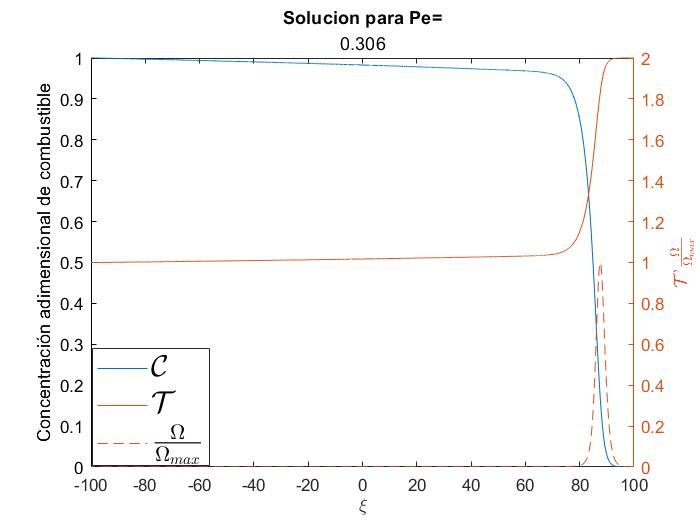 Solucion para Pe=
0.306
Concentración adimensional de combustible
1
0.9
0.8
0.7
0.6
0.5
0.4
0.3
0.2
0.1
0
2
1.8
1.6
1.4
1.2
1
0.8
0.6
0.4
0.2
0
𝒯, Ω/Ωmax
𝒞
𝒯
Ω/Ωmax
-100 -80 -60 -40 -20 0 20 40 60 80 100
ξ